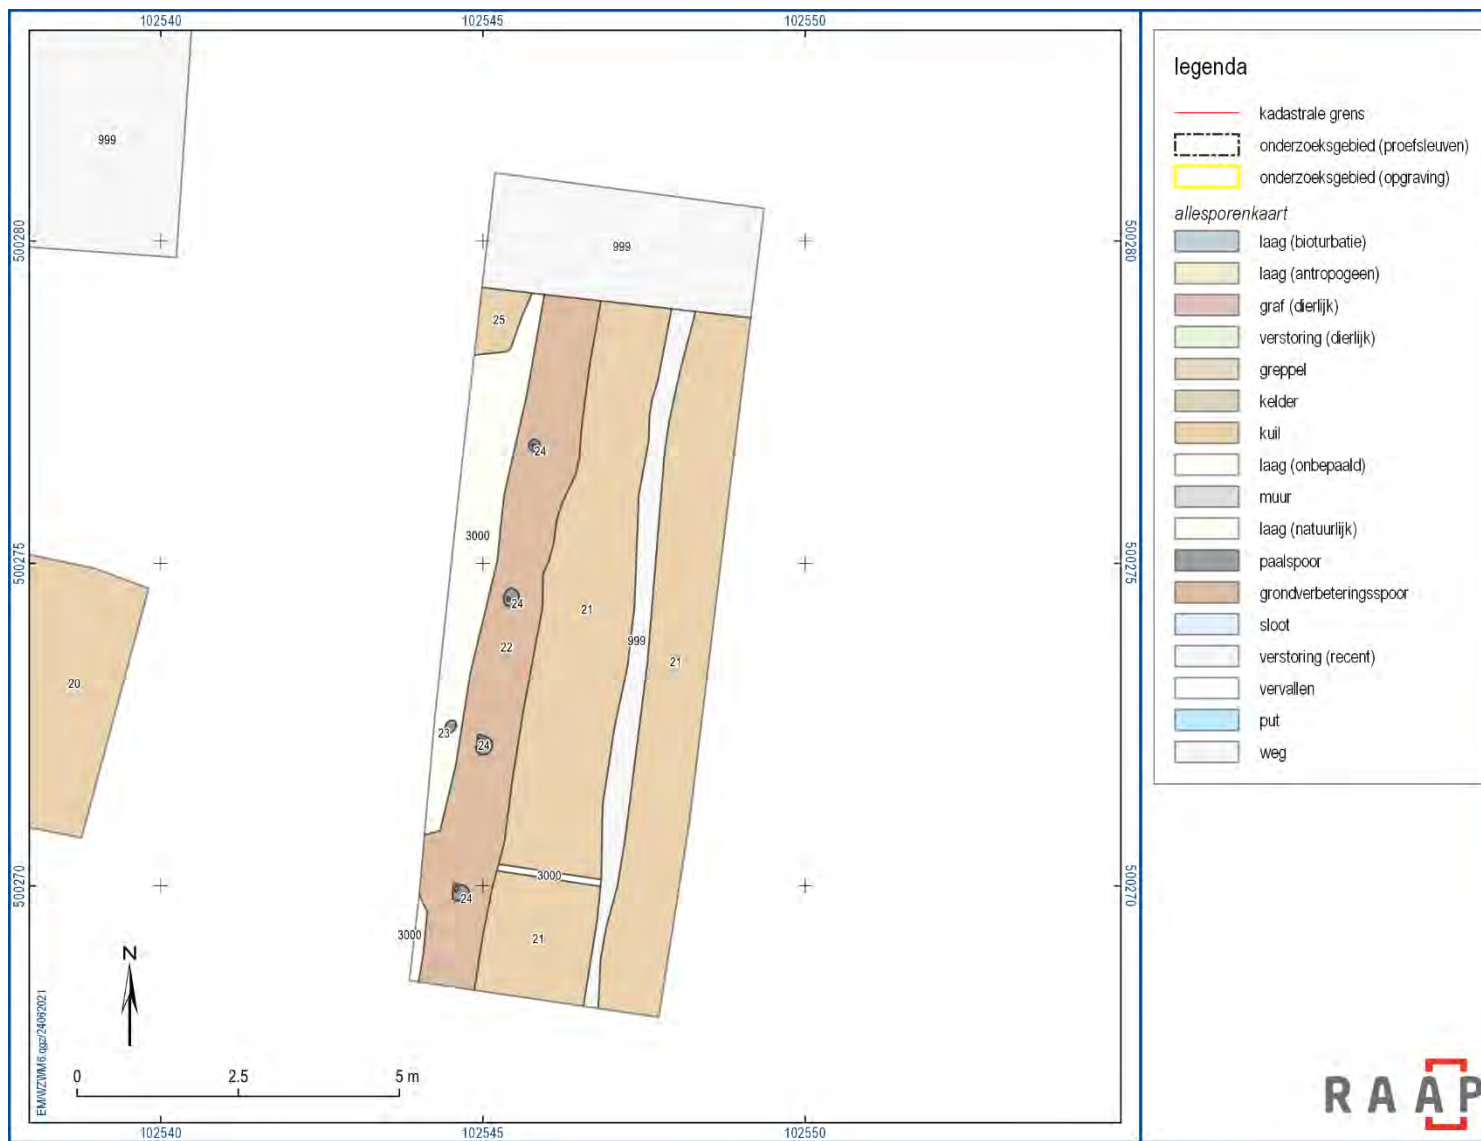 102540
102545
102550
legenda
kadastrale grens
onderzoeksgebied (proefsleuven)
onderzoeksgebied (opgraving)
allesporenkaart
laag (bioturbatie)
laag (antropogeen)
graf (dierlijk)
verstoring (dierlijk)
greppel
kelder
kuil
laag (onbepaald)
muur
laag (natuurlijk)
paalspoor
grondverbeteringsspoor
sloot
verstoring (recent)
vervallen
put
weg
500280
500280
500275
500275
500270
500270
999
999
25
24
3000
24
21
22
999
21
20
23
24
3000
24
3000
21
N
0
2.5
5 m
102540
102545
102550
RAAP